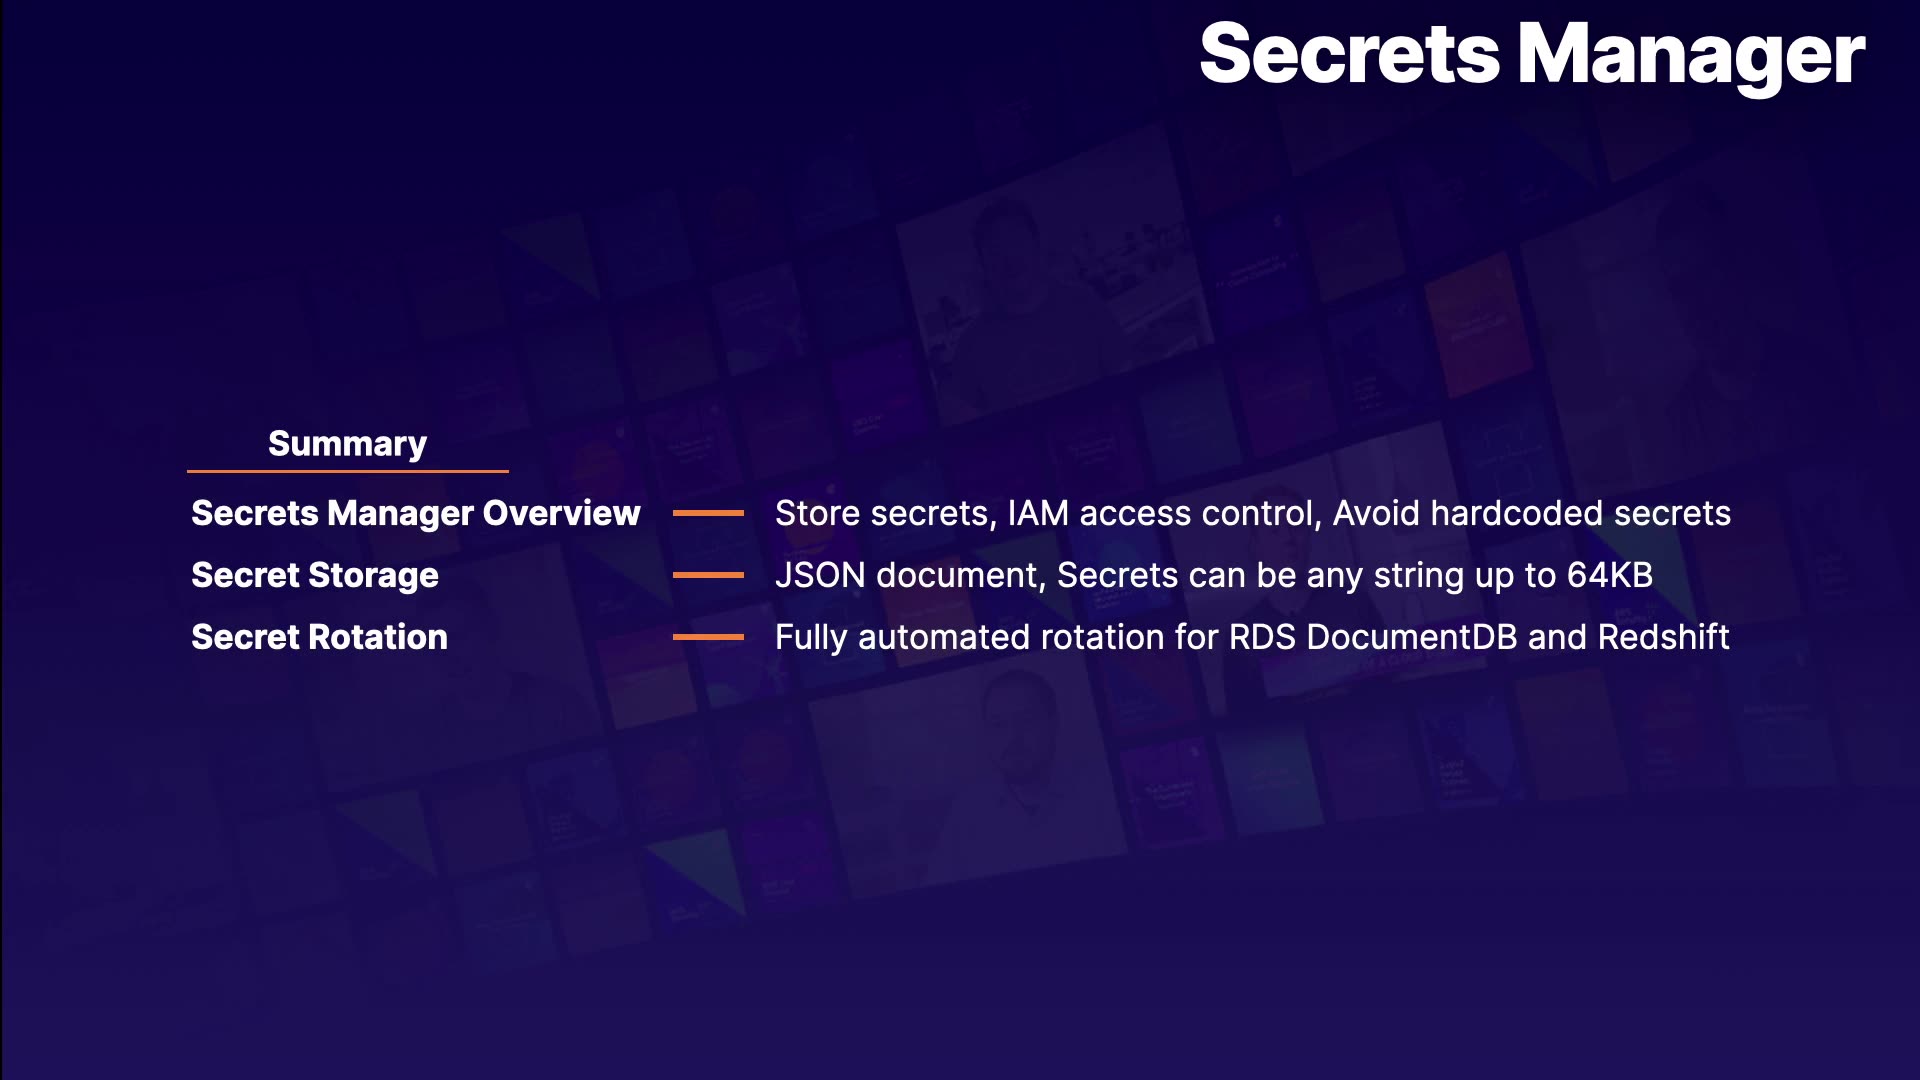 Secrets Manager
Summary
Secrets Manager Overview — Store secrets, IAM access control, Avoid hardcoded secrets
Secret Storage — JSON document, Secrets can be any string up to 64KB
Secret Rotation — Fully automated rotation for RDS DocumentDB and Redshift